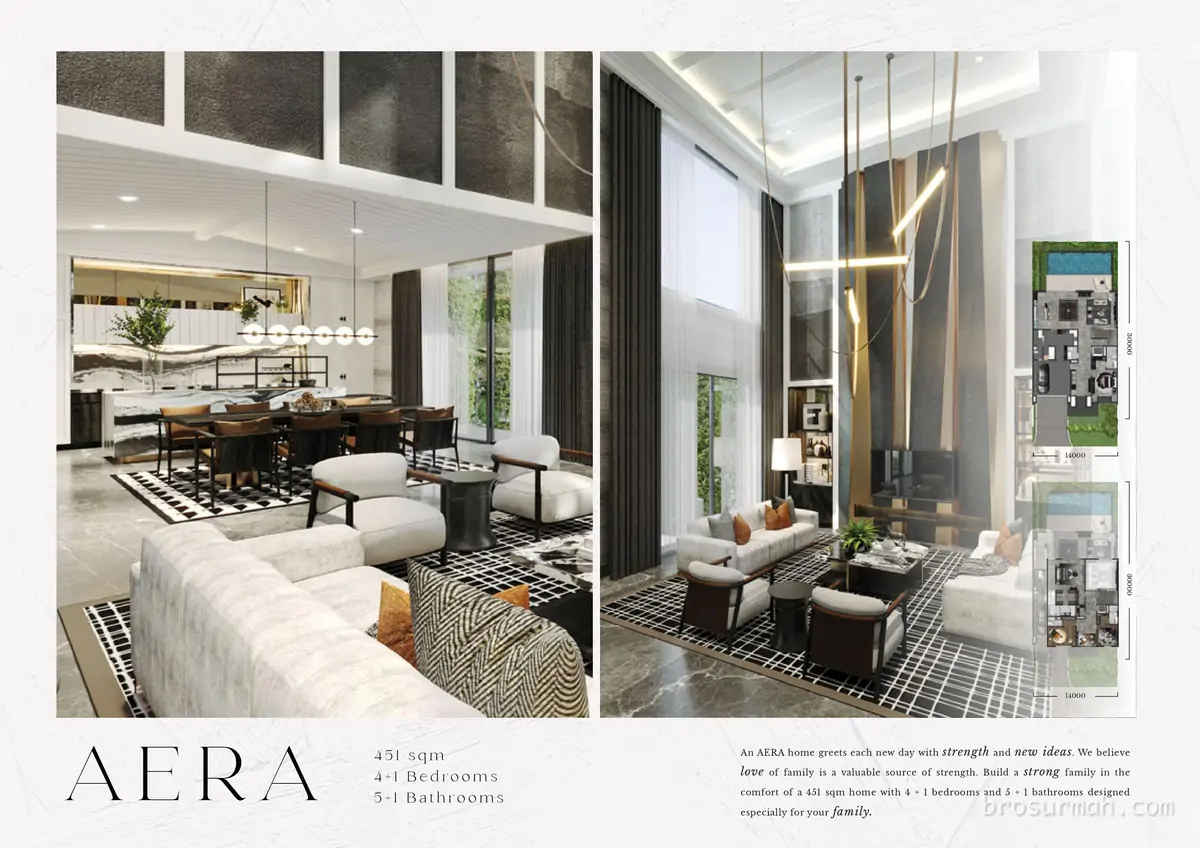 30000
14000
30000
14000
AERA
451 sqm
4+1 Bedrooms
5+1 Bathrooms
An AERA home greets each new day with strength and new ideas. We believe
love of family is a valuable source of strength. Build a strong family in the
comfort of a 451 sqm home with 4 + 1 bedrooms and 5 + 1 bathrooms designed
especially for your family.
brosurmah.com